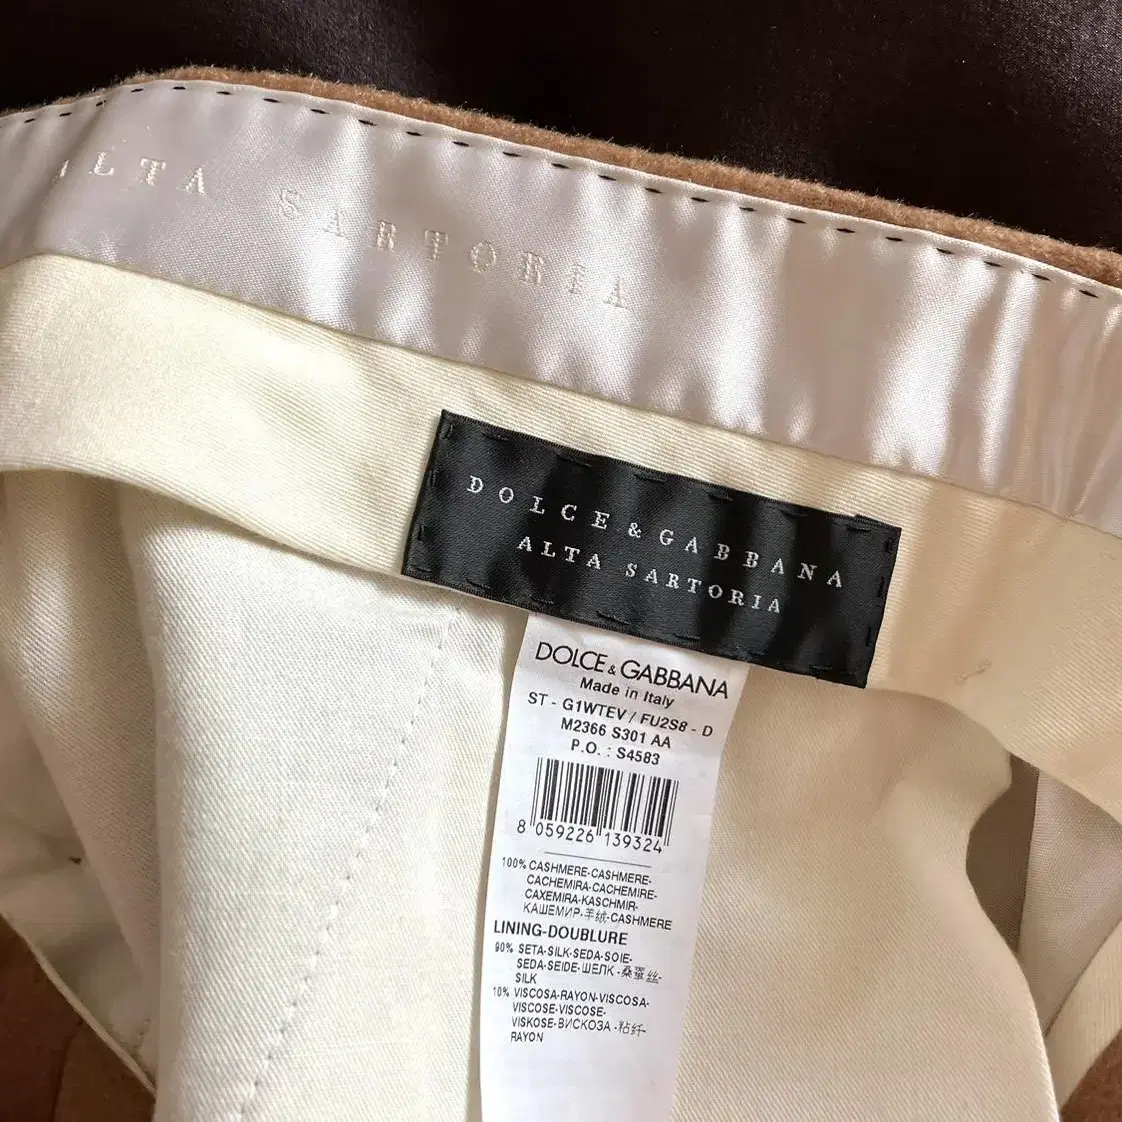 ALTA SARTORIA
DOLCE & GABBANA
ALTA SARTORIA
DOLCE & GABBANA
Made in Italy
ST - G1WTEV / FU2S8 - D
M2366 S301 AA
P.O. : S4583
8 059226 139324
100% CASHMERE-CASHMERE-
CACHEMIRA-CACHEMIRE-
CAXEMIRA-KASCHMIR-
КАШЕМИР-羊绒-CASHMERE
LINING-DOUBLURE
90% SETA-SILK-SEDA-SOIE-
SEDA-SEIDE-ШЕЛК-桑蚕丝-
SILK
10% VISCOSA-RAYON-VISCOSA-
VISCOSE-VISCOSE-
VISKOSE-ВИСКОЗА-粘纤-
RAYON